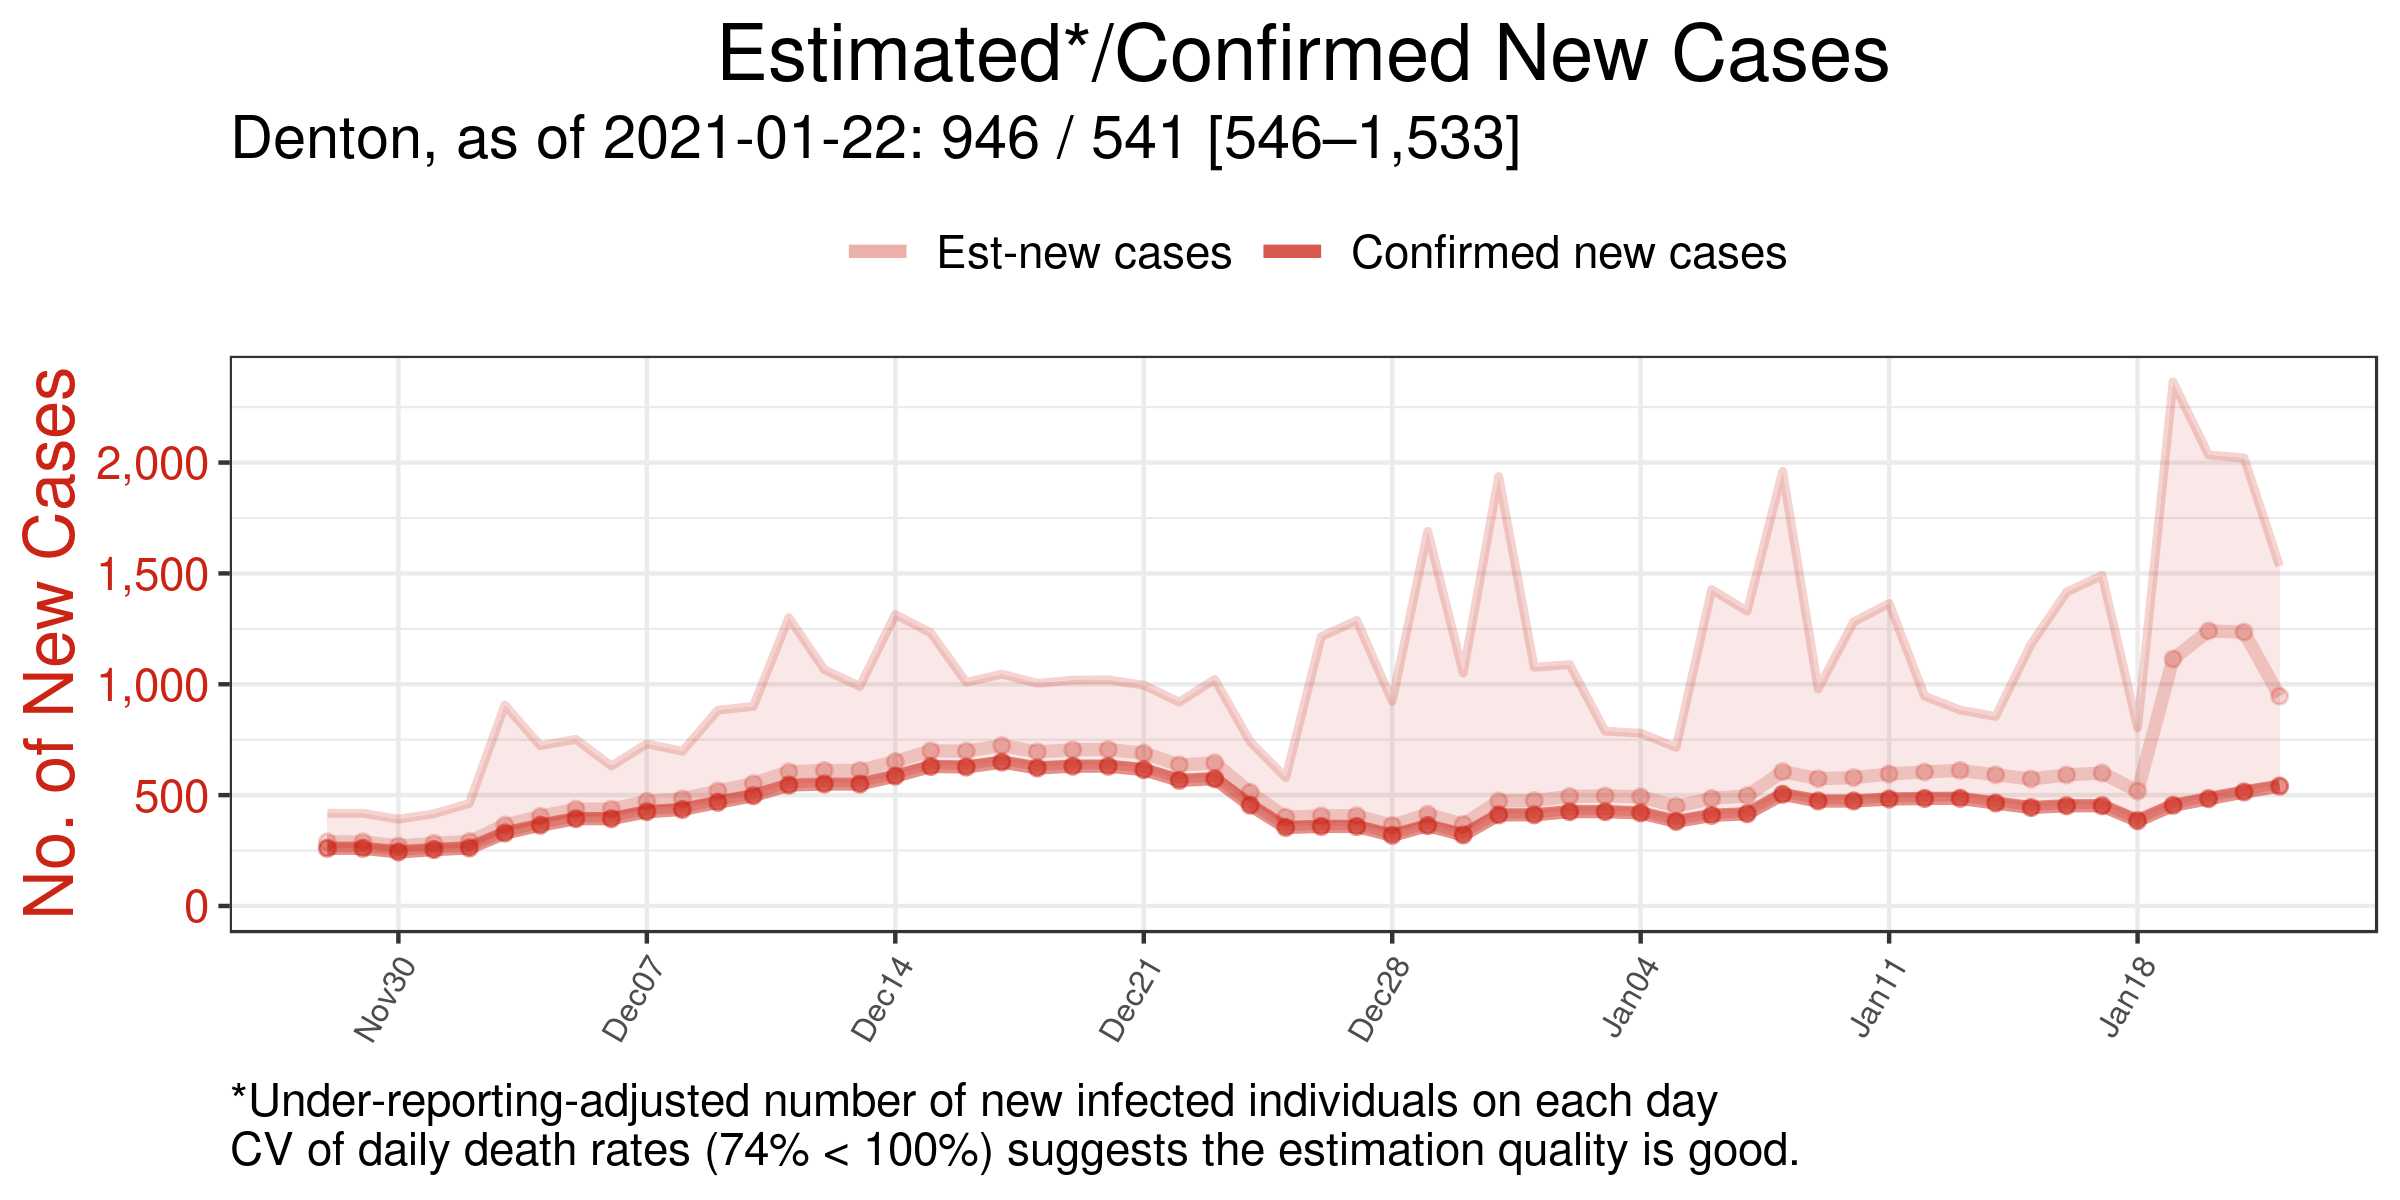 Estimated*/Confirmed New Cases
Denton, as of 2021-01-22: 946 / 541 [546–1,533]
Est-new cases
Confirmed new cases
No. of New Cases
2,000
1,500
1,000
500
0
Nov30
Dec07
Dec14
Dec21
Dec28
Jan04
Jan11
Jan18
*Under-reporting-adjusted number of new infected individuals on each day
CV of daily death rates (74% < 100%) suggests the estimation quality is good.